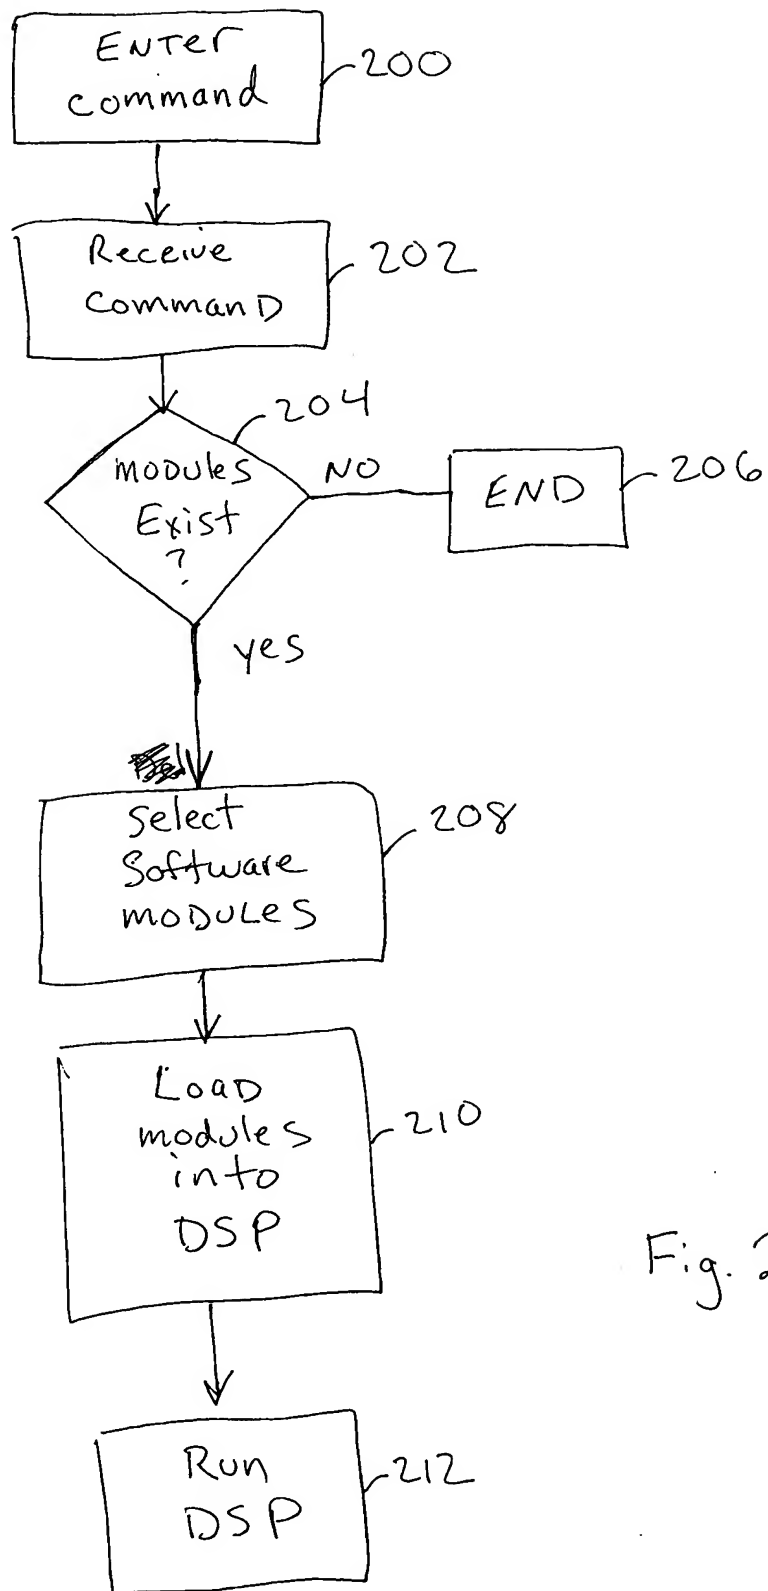 Enter
command
200
Receive
Command
202
204
modules
Exist
?
NO
END
206
yes
Select
Software
modules
208
Load
modules
into
DSP
210
Fig.
Run
DSP
212